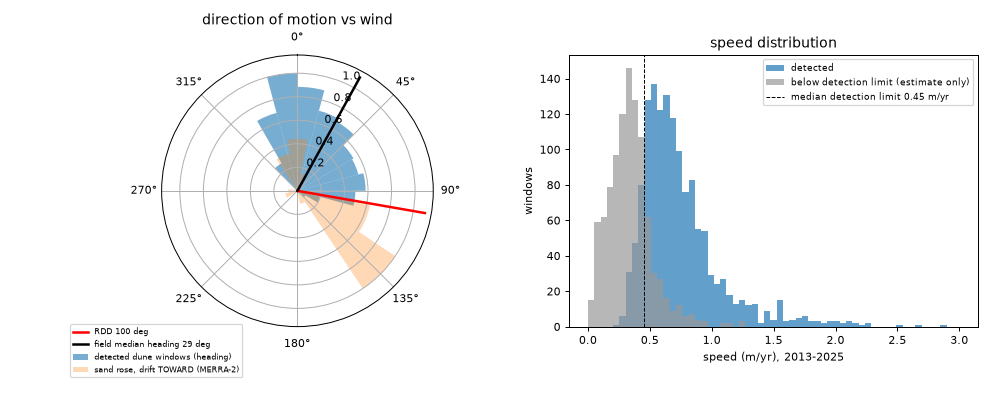 direction of motion vs wind
0°
45°
90°
135°
180°
225°
270°
315°
0.2
0.4
0.6
0.8
1.0
RDD 100 deg
field median heading 29 deg
detected dune windows (heading)
sand rose, drift TOWARD (MERRA-2)
speed distribution
windows
140
120
100
80
60
40
20
0
0.0 0.5 1.0 1.5 2.0 2.5 3.0
speed (m/yr), 2013-2025
detected
below detection limit (estimate only)
median detection limit 0.45 m/yr